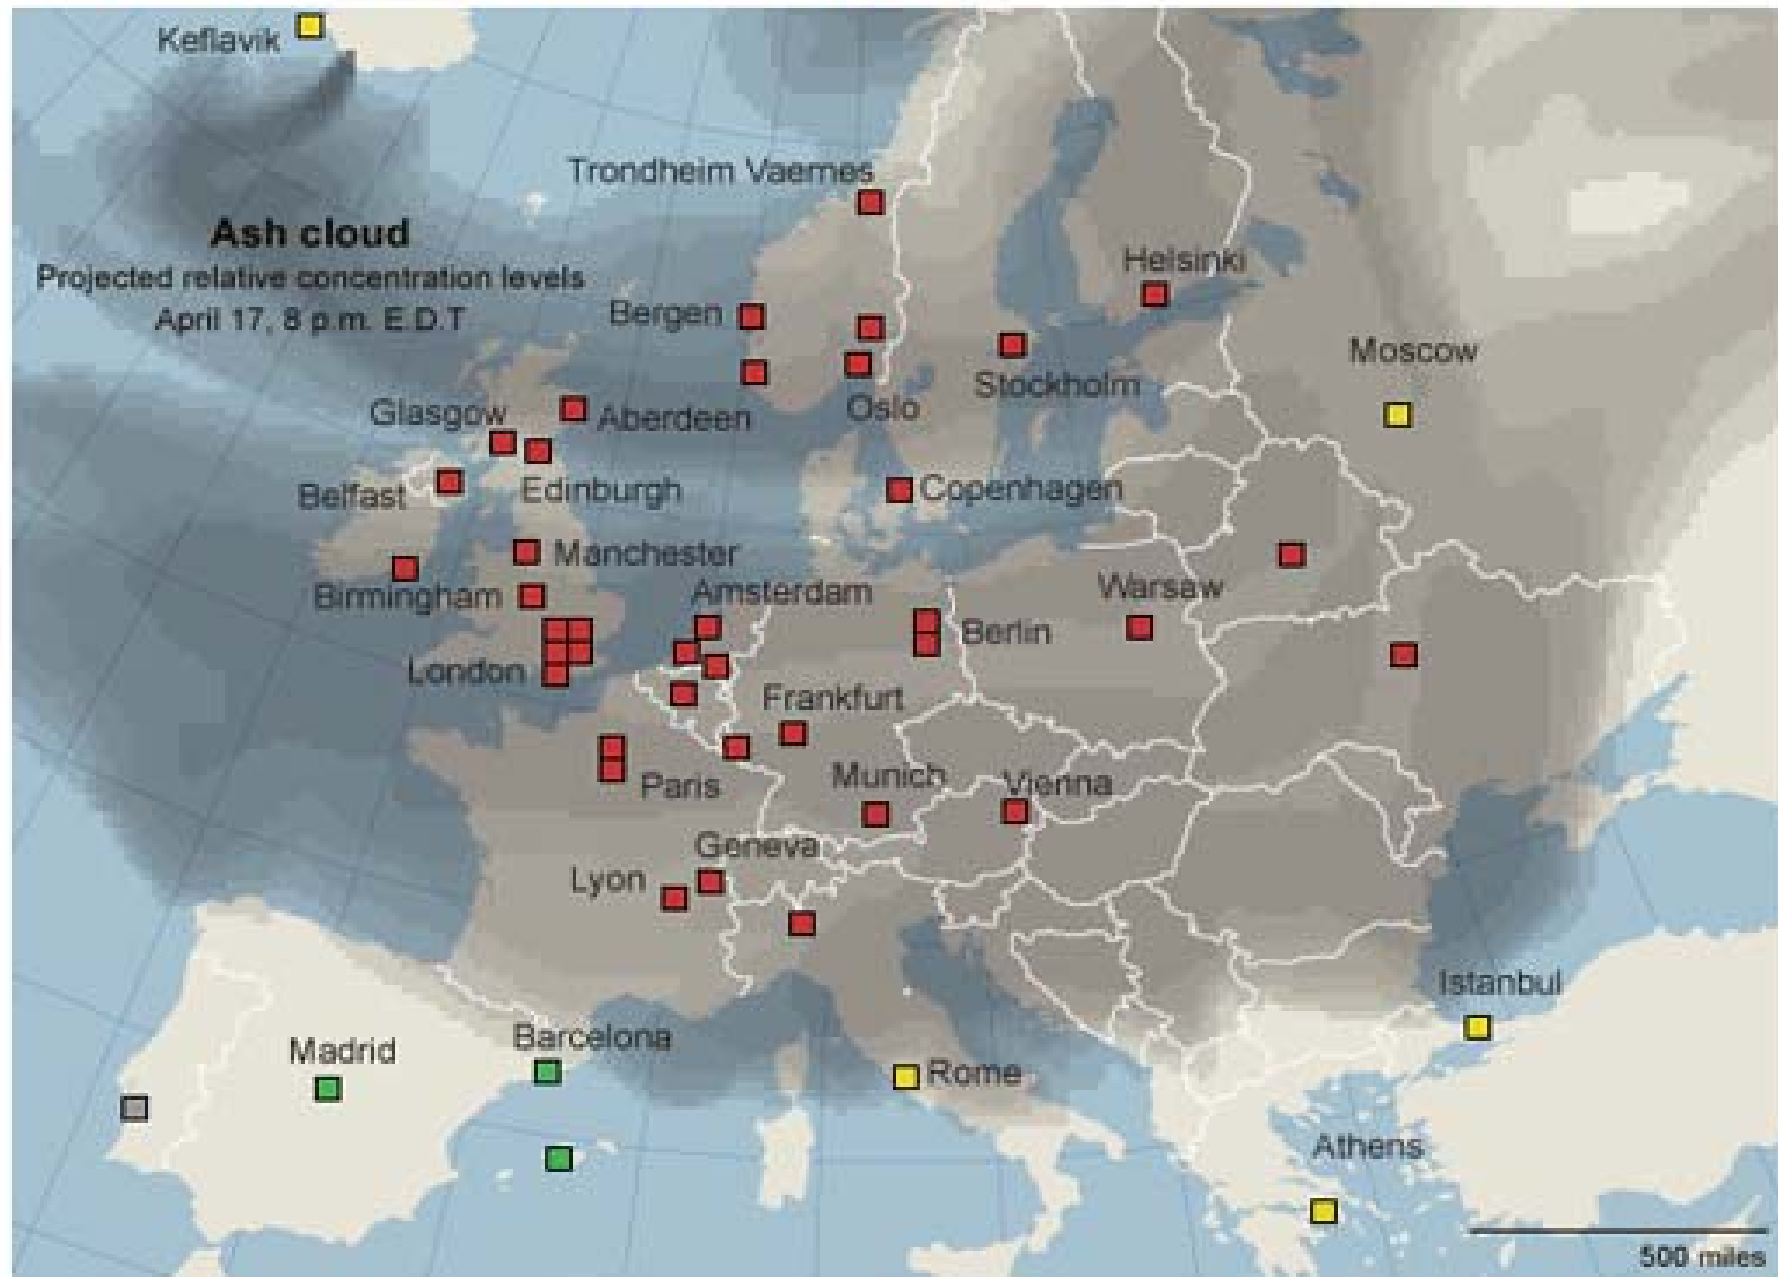 Keflavik
Trondheim Vaernes
Ash cloud
Projected relative concentration levels
April 17, 8 p.m. E.D.T
Helsinki
Bergen
Moscow
Stockholm
Oslo
Glasgow
Aberdeen
Belfast
Edinburgh
Copenhagen
Manchester
Birmingham
Amsterdam
Warsaw
Berlin
London
Frankfurt
Paris
Munich
Vienna
Geneva
Lyon
Istanbul
Madrid
Barcelona
Rome
Athens
500 miles